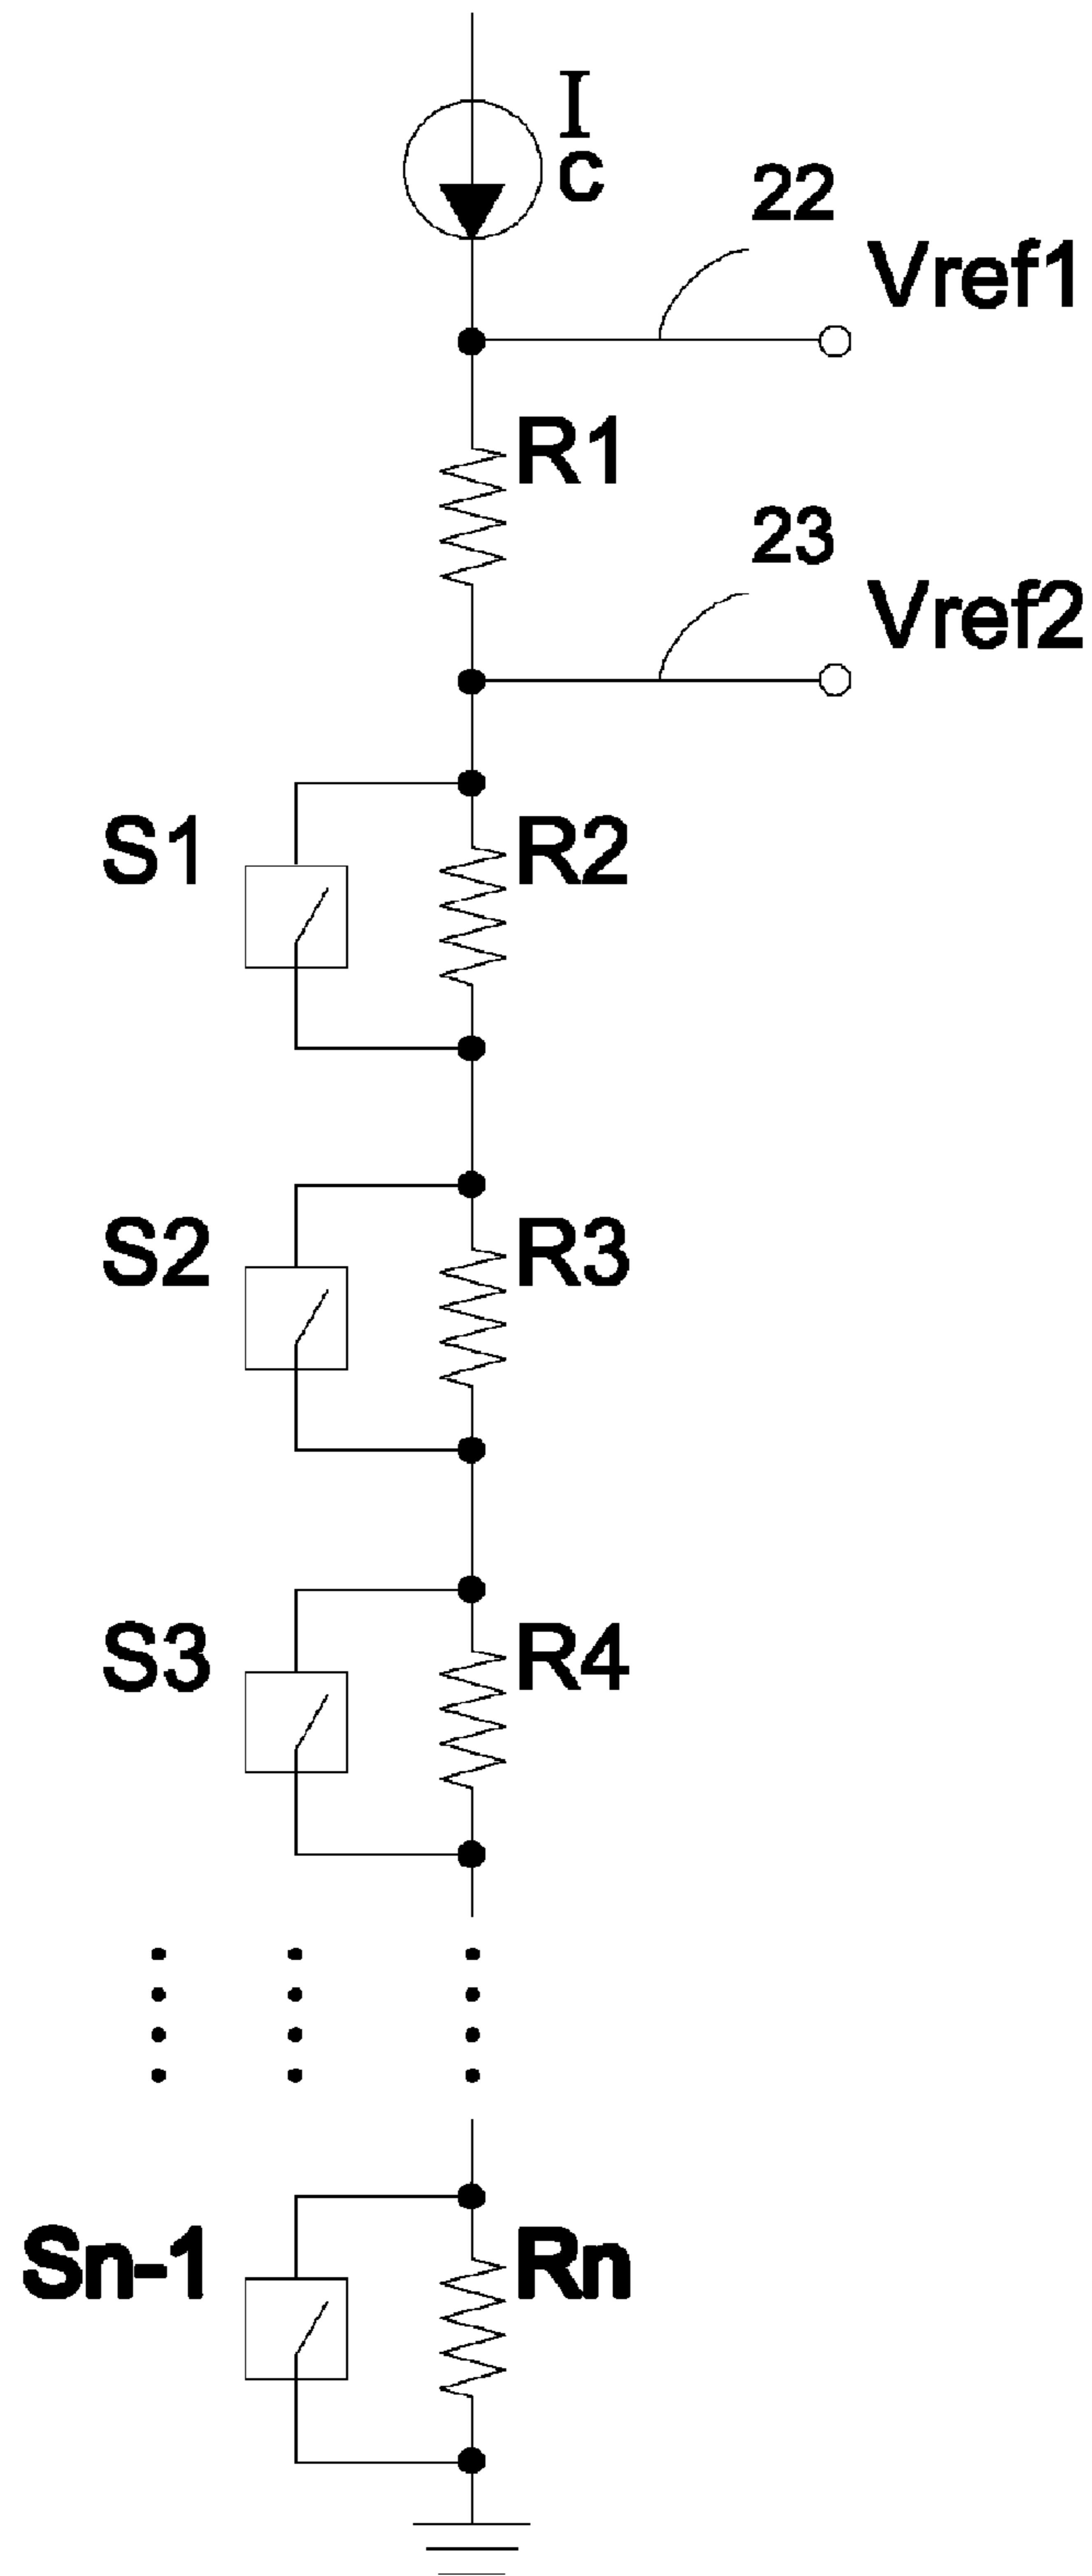 I
C
22
Vref1
R1
23
Vref2
S1 R2
S2 R3
S3 R4
Sn-1 Rn